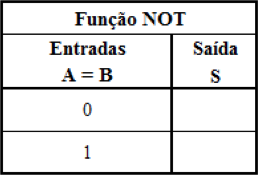 Função NOT
Entradas Saída
A = B S
0
1